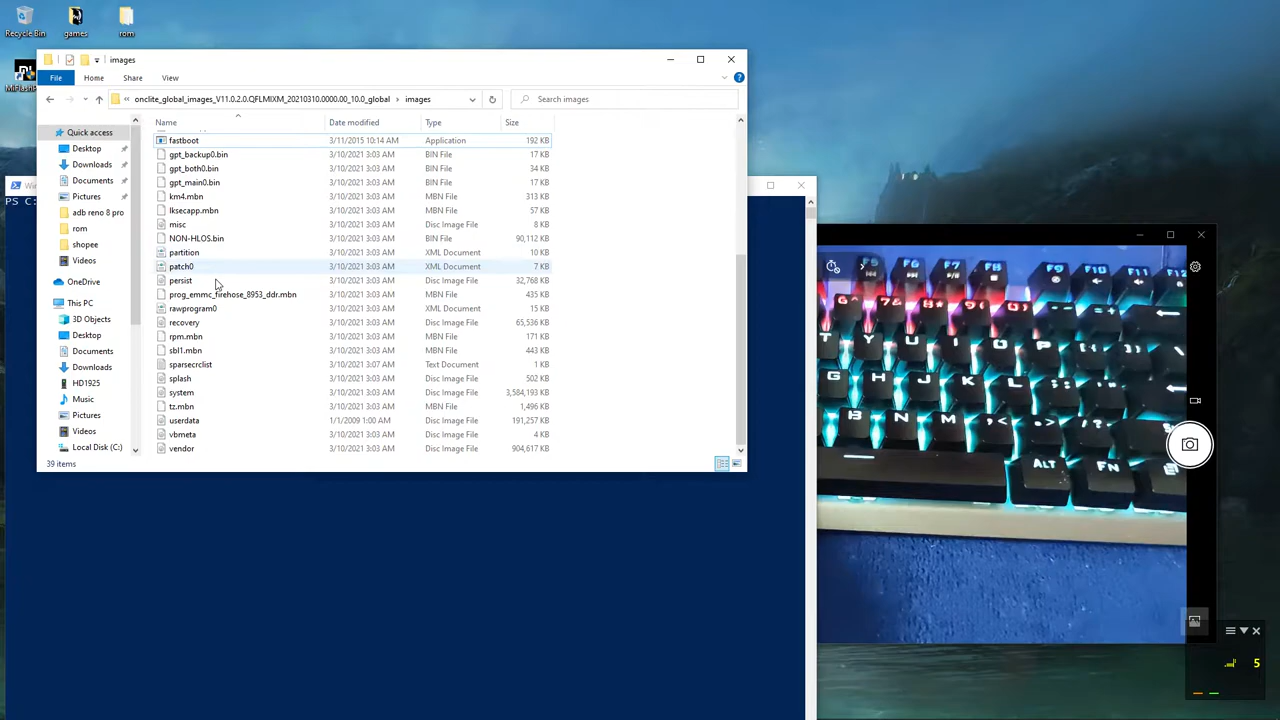 Recycle Bin
games
rom
images
File
Home
Share
View
« onclite_global_images_V11.0.2.0.QFLMIXM_20210310.0000.00_10.0_global › images
Search images
Name
Date modified
Type
Size
Quick access
Desktop
Downloads
Documents
Pictures
adb reno 8 pro
rom
shopee
Videos
OneDrive
This PC
3D Objects
Desktop
Documents
Downloads
HD1925
Music
Pictures
Videos
Local Disk (C:)
fastboot 3/11/2015 10:14 AM Application 192 KB
gpt_backup0.bin 3/10/2021 3:03 AM BIN File 17 KB
gpt_both0.bin 3/10/2021 3:03 AM BIN File 34 KB
gpt_main0.bin 3/10/2021 3:03 AM BIN File 17 KB
km4.mbn 3/10/2021 3:03 AM MBN File 313 KB
lksecapp.mbn 3/10/2021 3:03 AM MBN File 57 KB
misc 3/10/2021 3:03 AM Disc Image File 8 KB
NON-HLOS.bin 3/10/2021 3:03 AM BIN File 90,112 KB
partition 3/10/2021 3:03 AM XML Document 10 KB
patch0 3/10/2021 3:03 AM XML Document 7 KB
persist 3/10/2021 3:03 AM Disc Image File 32,768 KB
prog_emmc_firehose_8953_ddr.mbn 3/10/2021 3:03 AM MBN File 435 KB
rawprogram0 3/10/2021 3:03 AM XML Document 15 KB
recovery 3/10/2021 3:03 AM Disc Image File 65,536 KB
rpm.mbn 3/10/2021 3:03 AM MBN File 171 KB
sbl1.mbn 3/10/2021 3:03 AM MBN File 443 KB
sparsecrclist 3/10/2021 3:07 AM Text Document 1 KB
splash 3/10/2021 3:03 AM Disc Image File 502 KB
system 3/10/2021 3:03 AM Disc Image File 3,584,193 KB
tz.mbn 3/10/2021 3:03 AM MBN File 1,496 KB
userdata 1/1/2009 1:00 AM Disc Image File 191,257 KB
vbmeta 3/10/2021 3:03 AM Disc Image File 4 KB
vendor 3/10/2021 3:03 AM Disc Image File 904,617 KB
39 items
PS C:
F5 F6 F7 F8 F9 F10 F11 F12
6^ 7& 8* 9( 0) -_ =+
T Y U I O P [{ ]} \
G H J K L
B N M ,< .> /?
ALT FN
5